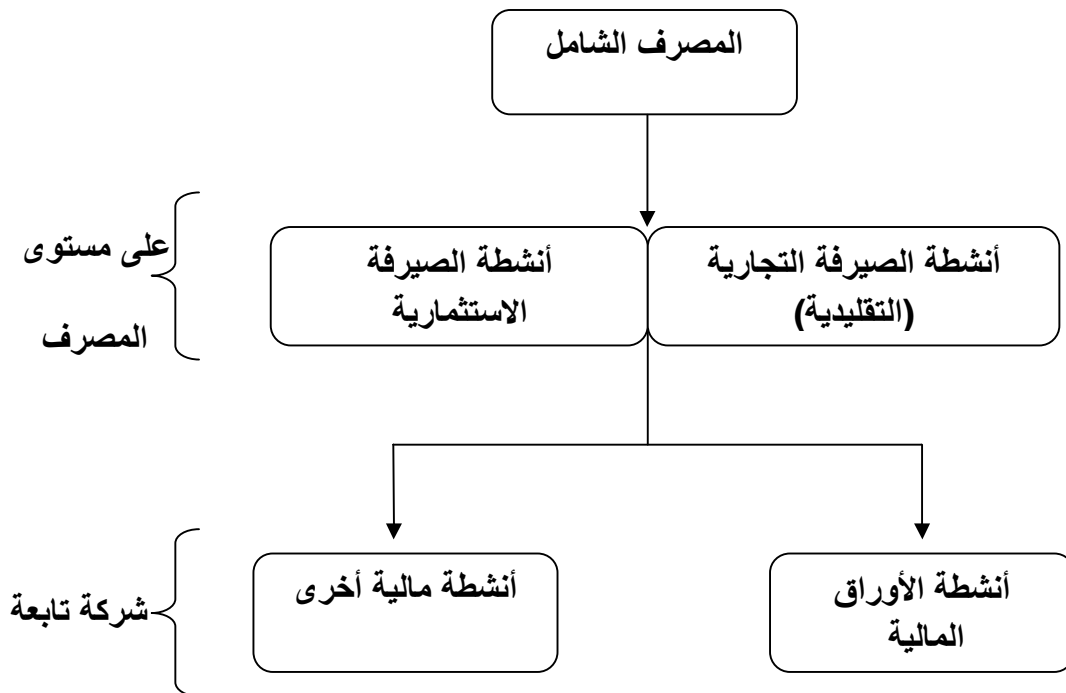 المصرف الشامل
على مستوى
المصرف
أنشطة الصيرفة التجارية
(التقليدية)
أنشطة الصيرفة
الاستثمارية
شركة تابعة
أنشطة الأوراق
المالية
أنشطة مالية أخرى